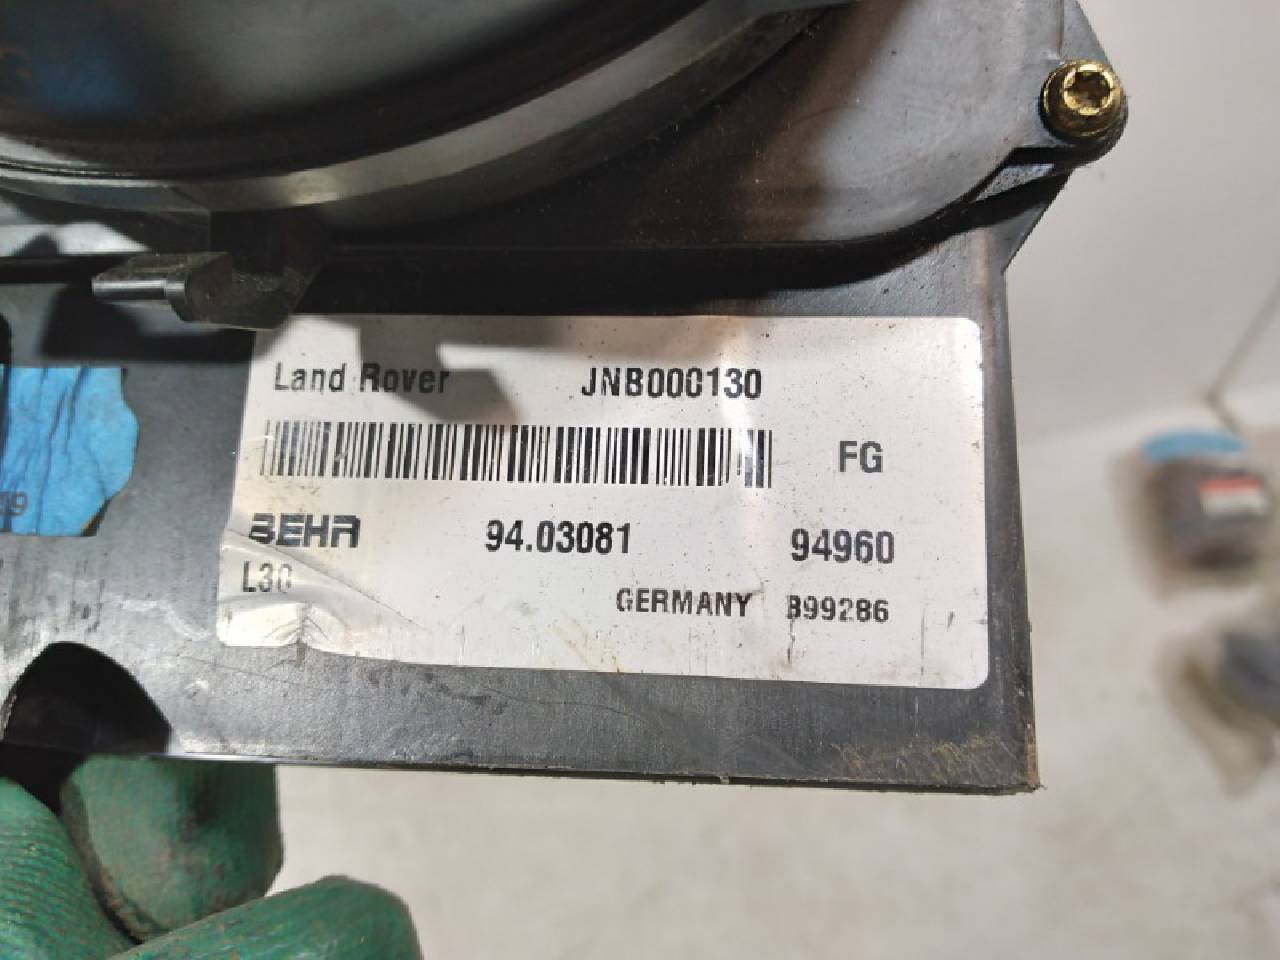 Land Rover JNB000130
FG
BEHR 94.03081 94960
L30
GERMANY B99286